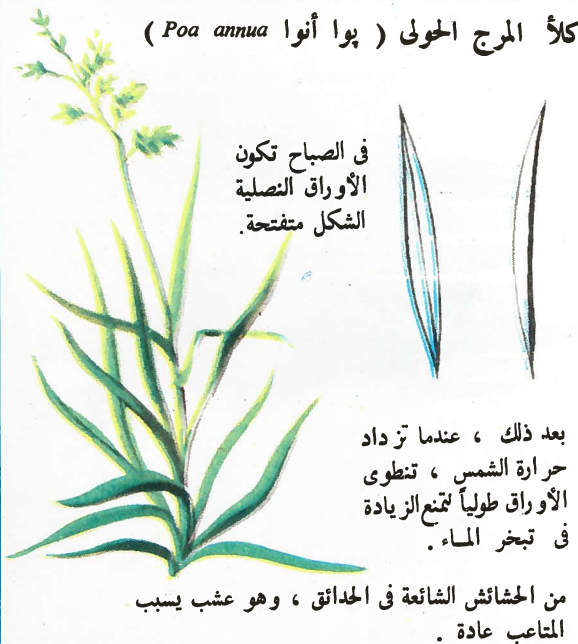 كلأ المرج الحولى ( پوا أنوا Poa annua )
فى الصباح تكون
الأوراق النصلية
الشكل متفتحة.
بعد ذلك ، عندما تزداد
حرارة الشمس ، تنطوى
الأوراق طولياً لتمنع الزيادة
فى تبخر المـاء .
من الحشائش الشائعة فى الحدائق ، وهو عشب يسبب
المتاعب عادة .